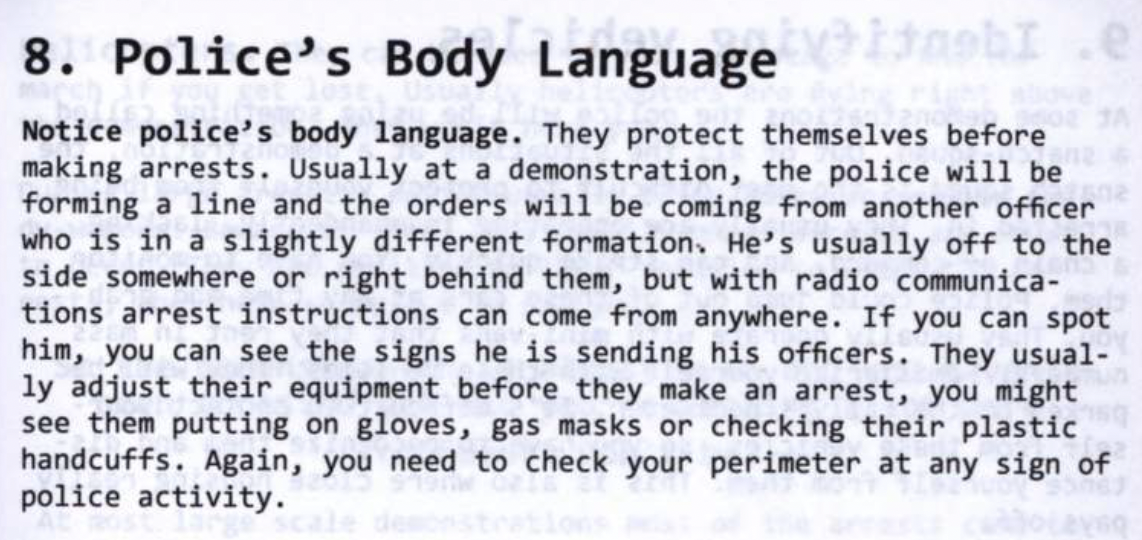 8. Police's Body Language
Notice police's body language. They protect themselves before
making arrests. Usually at a demonstration, the police will be
forming a line and the orders will be coming from another officer
who is in a slightly different formation. He's usually off to the
side somewhere or right behind them, but with radio communica-
tions arrest instructions can come from anywhere. If you can spot
him, you can see the signs he is sending his officers. They usual-
ly adjust their equipment before they make an arrest, you might
see them putting on gloves, gas masks or checking their plastic
handcuffs. Again, you need to check your perimeter at any sign of
police activity.